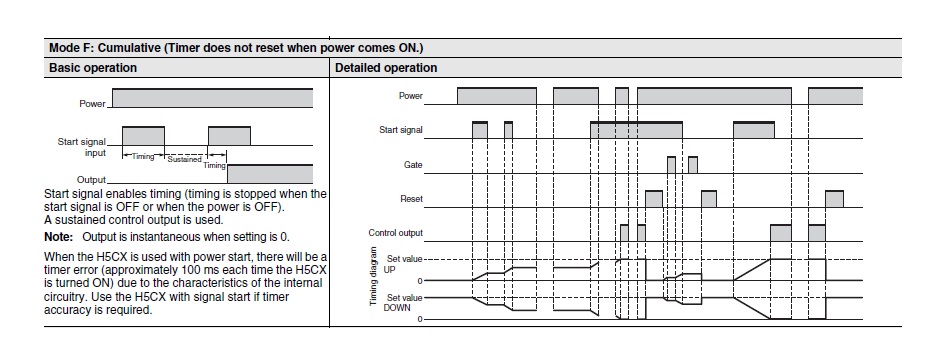 Mode F: Cumulative (Timer does not reset when power comes ON.)
Basic operation
Power
Start signal
input
Timing
Sustained
Timing
Output
Start signal enables timing (timing is stopped when the
start signal is OFF or when the power is OFF).
A sustained control output is used.
Note: Output is instantaneous when setting is 0.
When the H5CX is used with power start, there will be a
timer error (approximately 100 ms each time the H5CX
is turned ON) due to the characteristics of the internal
circuitry. Use the H5CX with signal start if timer
accuracy is required.
Detailed operation
Power
Start signal
Gate
Reset
Control output
Timing diagram
Set value
UP
0
Set value
DOWN
0